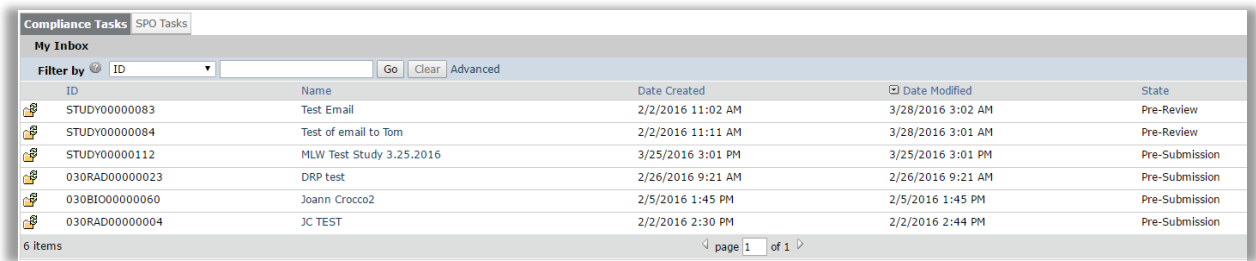 Compliance Tasks SPO Tasks
My Inbox
Filter by ID Go Clear Advanced
ID Name Date Created Date Modified State
STUDY00000083 Test Email 2/2/2016 11:02 AM 3/28/2016 3:02 AM Pre-Review
STUDY00000084 Test of email to Tom 2/2/2016 11:11 AM 3/28/2016 3:01 AM Pre-Review
STUDY00000112 MLW Test Study 3.25.2016 3/25/2016 3:01 PM 3/25/2016 3:01 PM Pre-Submission
030RAD00000023 DRP test 2/26/2016 9:21 AM 2/26/2016 9:21 AM Pre-Submission
030BIO00000060 Joann Crocco2 2/5/2016 1:45 PM 2/5/2016 1:45 PM Pre-Submission
030RAD00000004 JC TEST 2/2/2016 2:30 PM 2/2/2016 2:44 PM Pre-Submission
6 items page 1 of 1